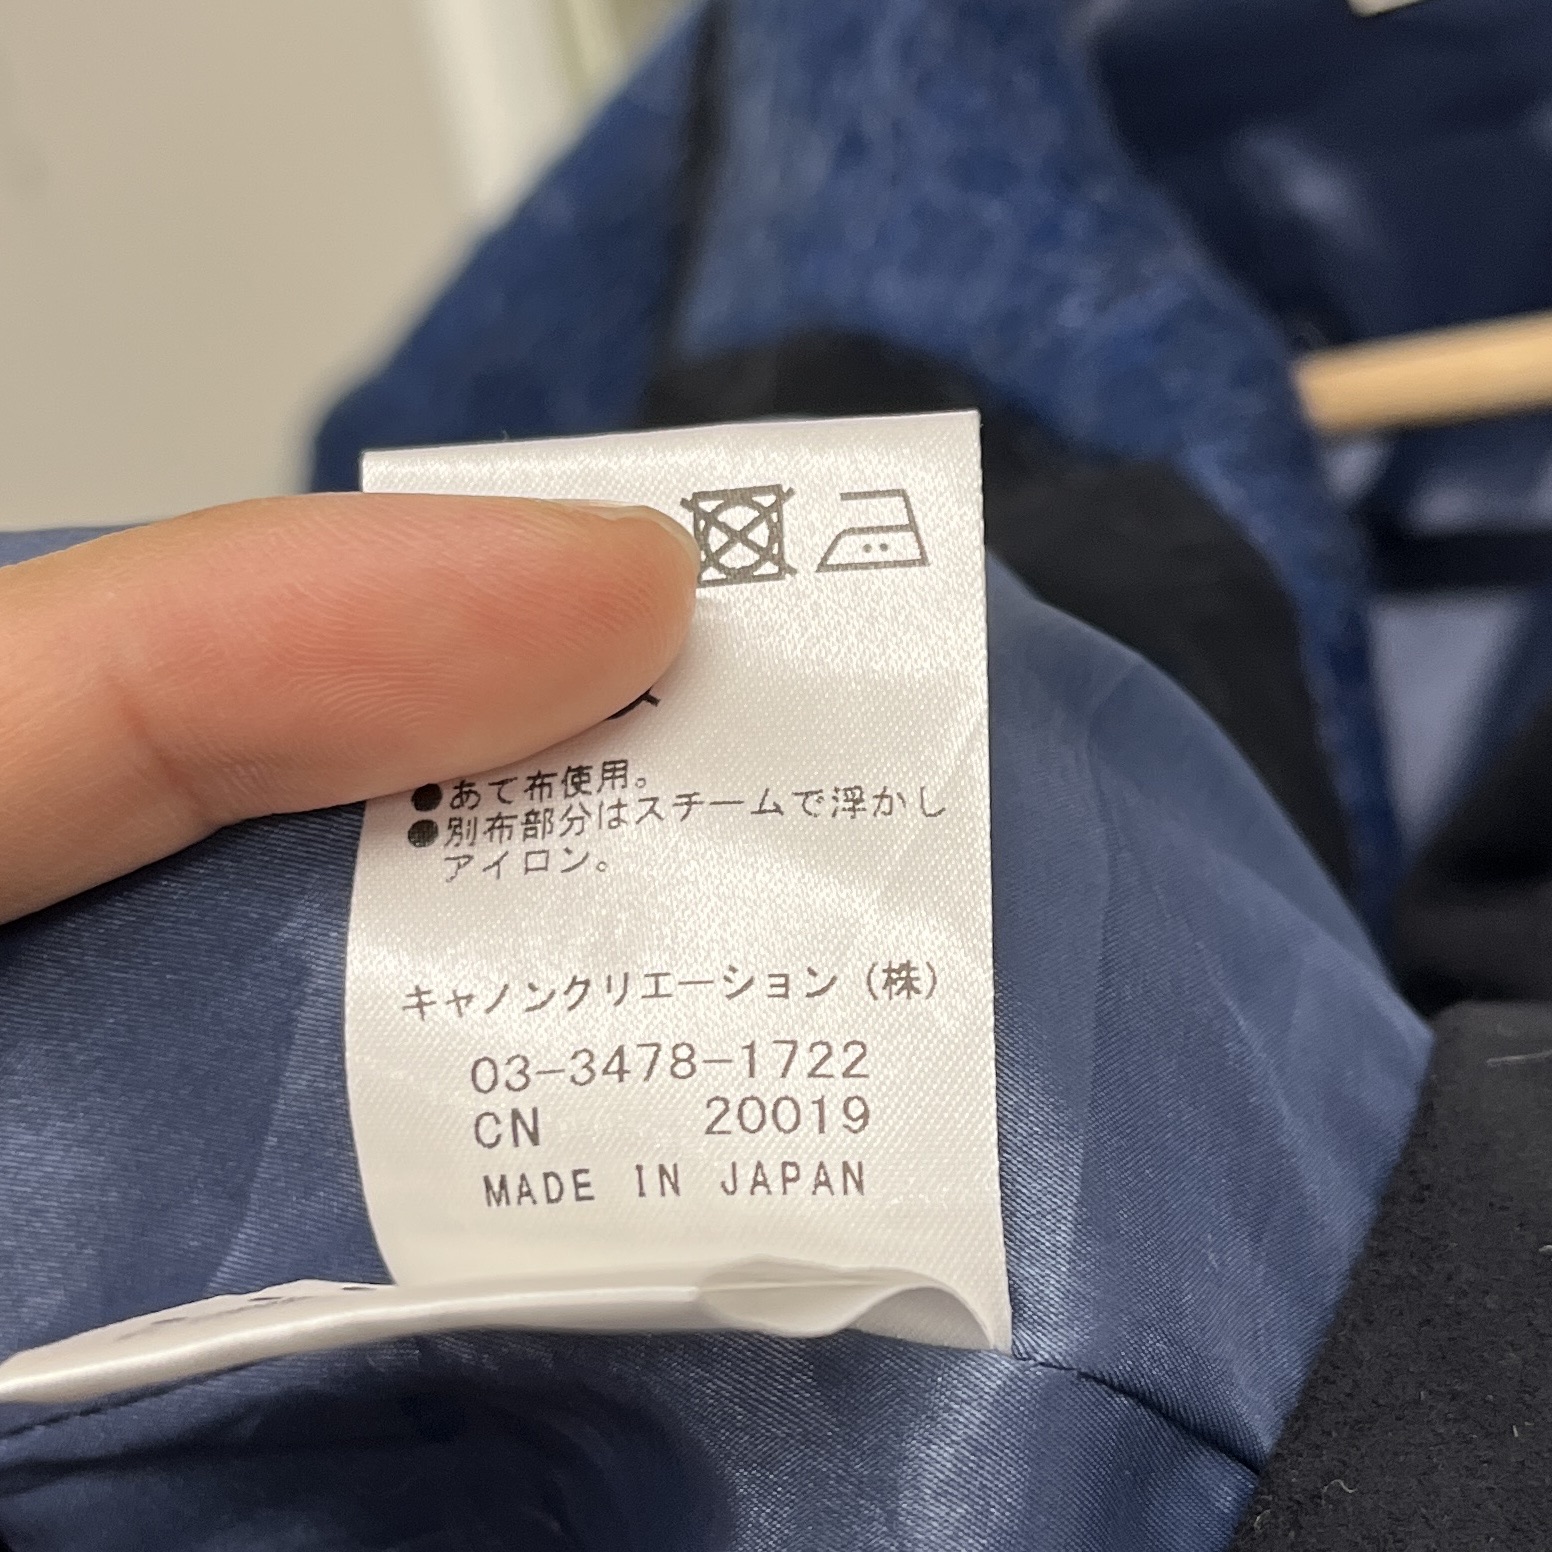 ●あて布使用。
●別布部分はスチームで浮かし
アイロン。
キャノンクリエーション (株)
03-3478-1722
CN 20019
MADE IN JAPAN